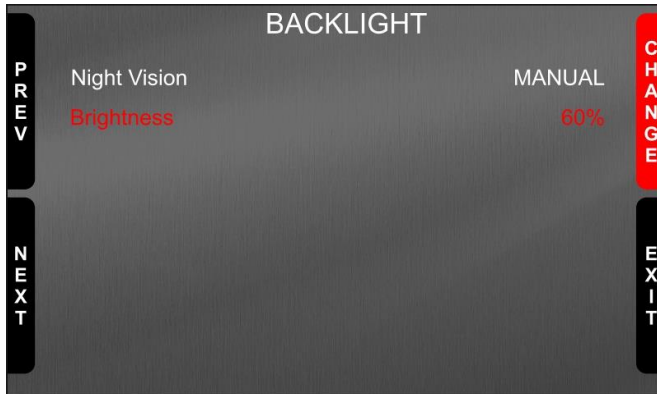 BACKLIGHT
PREV
Night Vision MANUAL
Brightness 60%
CHANGE
NEXT
EXIT